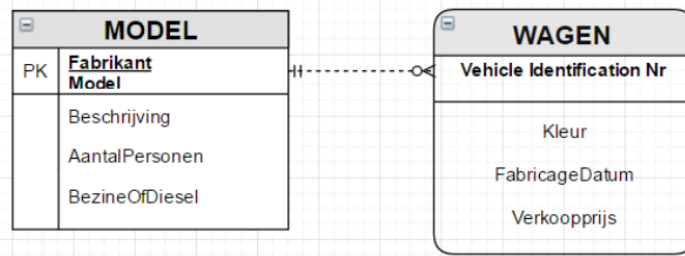 MODEL
PK
Fabrikant
Model
Beschrijving
AantalPersonen
BezineOfDiesel
WAGEN
Vehicle Identification Nr
Kleur
FabricageDatum
Verkoopprijs